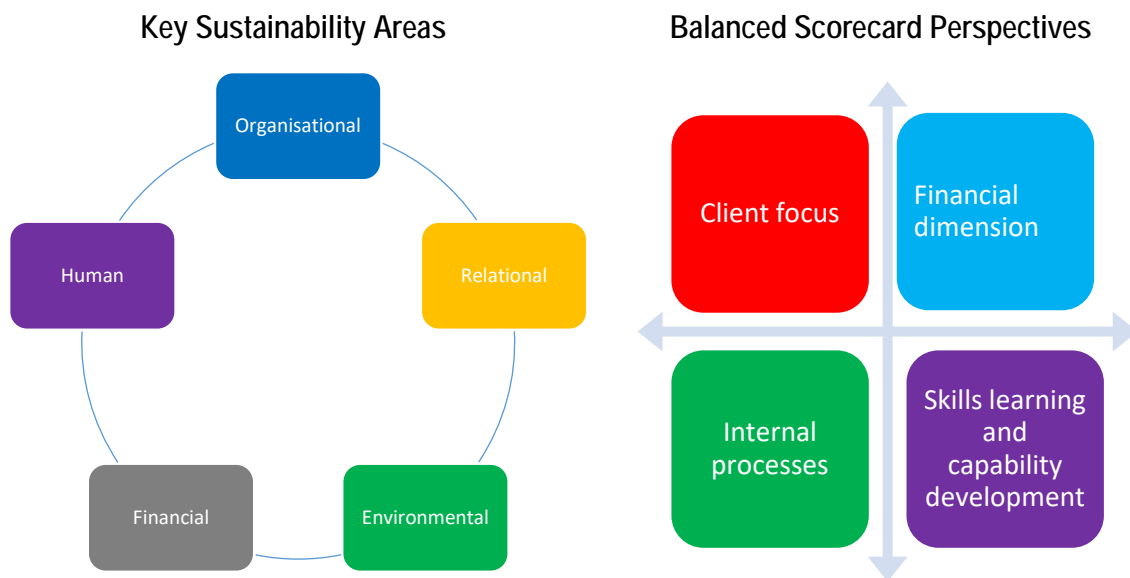 Key Sustainability Areas
Organisational
Human
Relational
Financial
Environmental
Balanced Scorecard Perspectives
Client focus
Financial
dimension
Internal
processes
Skills learning
and
capability
development